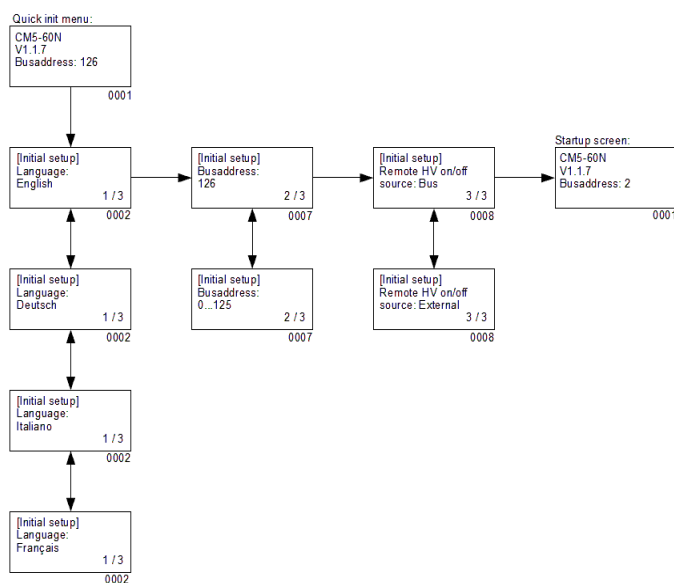 Quick init menu:
CM5-60N
V1.1.7
Busaddress: 126
0001
[Initial setup]
Language:
English
1 / 3
0002
[Initial setup]
Busaddress:
126
2 / 3
0007
[Initial setup]
Remote HV on/off
source: Bus
3 / 3
0008
Startup screen:
CM5-60N
V1.1.7
Busaddress: 2
0001
[Initial setup]
Language:
Deutsch
1 / 3
0002
[Initial setup]
Busaddress:
0...125
2 / 3
0007
[Initial setup]
Remote HV on/off
source: External
3 / 3
0008
[Initial setup]
Language:
Italiano
1 / 3
0002
[Initial setup]
Language:
Français
1 / 3
0002